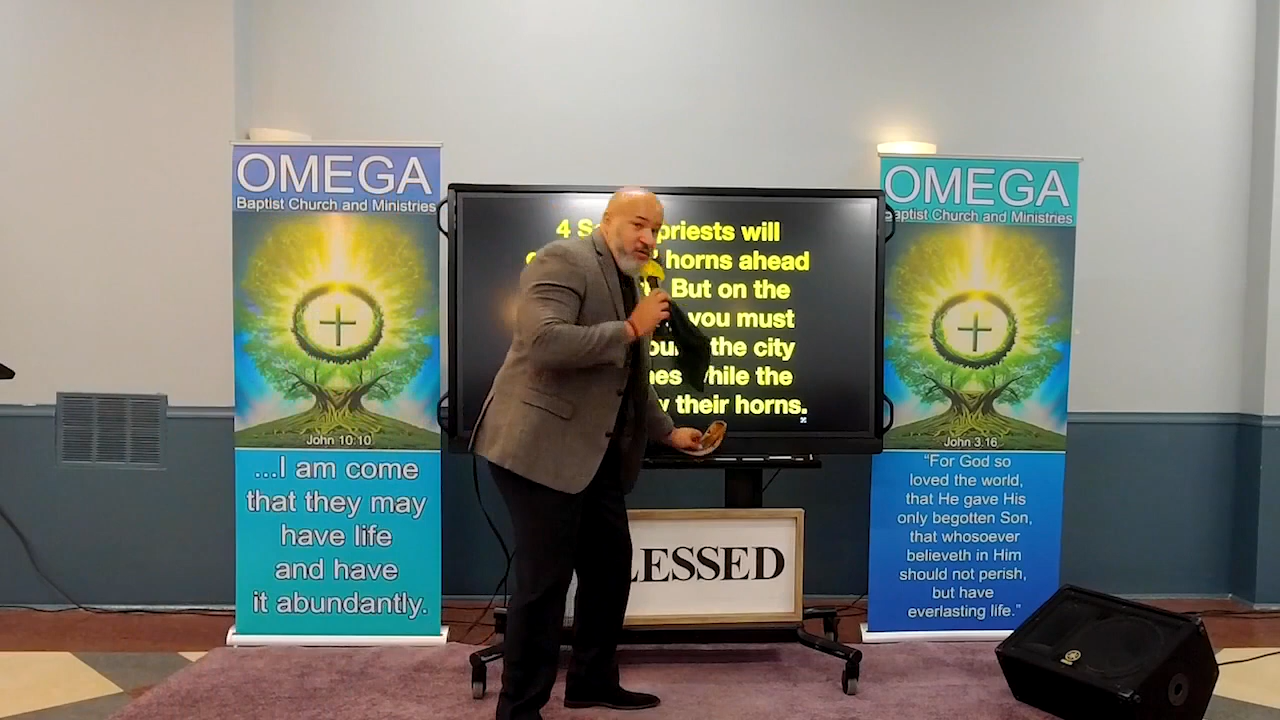 OMEGA
Baptist Church and Ministries
John 10:10
...I am come
that they may
have life
and have
it abundantly.
4 priests will
horns ahead
But on the
you must
the city
while the
their horns.
LESSED
OMEGA
Baptist Church and Ministries
John 3:16
“For God so
loved the world,
that He gave His
only begotten Son,
that whosoever
believeth in Him
should not perish,
but have
everlasting life.”